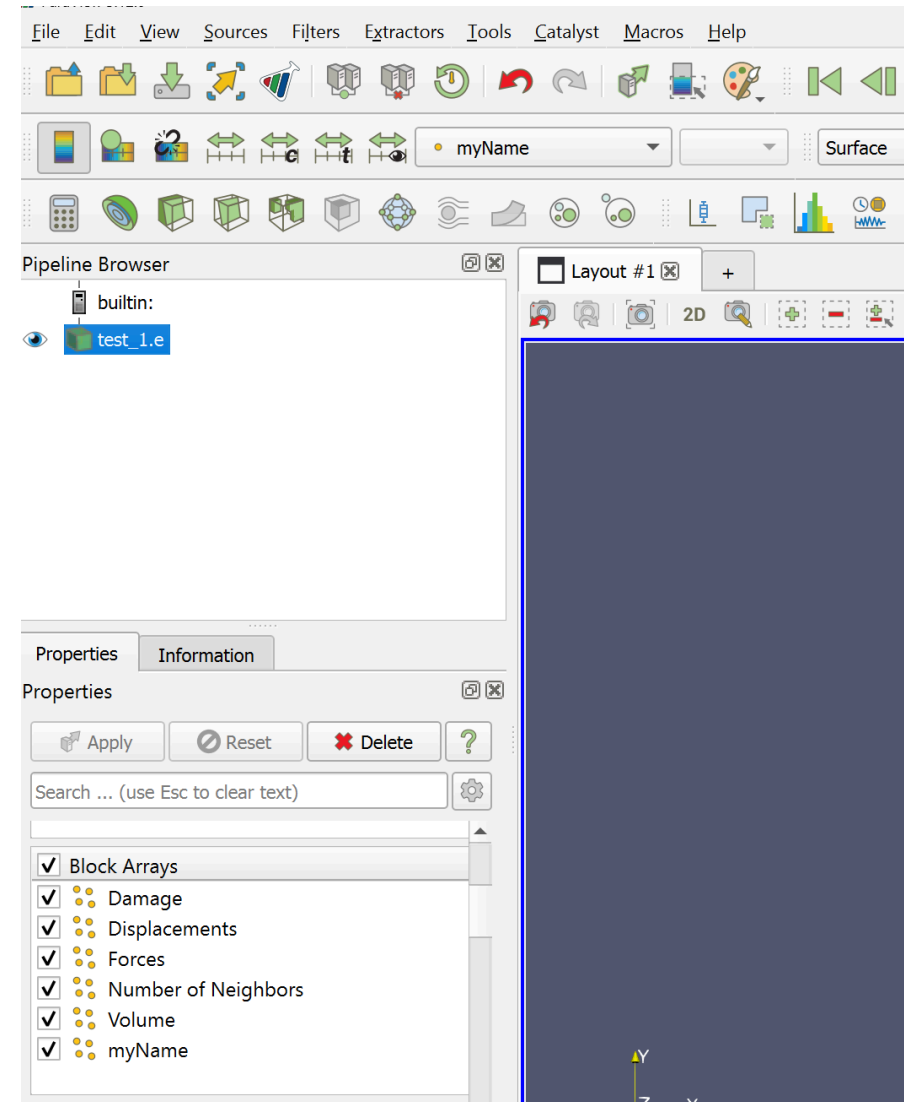 File Edit View Sources Filters Extractors Tools Catalyst Macros Help
c t
myName Surface
Pipeline Browser
Layout #1 +
builtin:
2D
test_1.e
Properties Information
Properties
Apply Reset Delete ?
Search ... (use Esc to clear text)
Block Arrays
Damage
Displacements
Forces
Number of Neighbors
Volume
myName
Y
Z